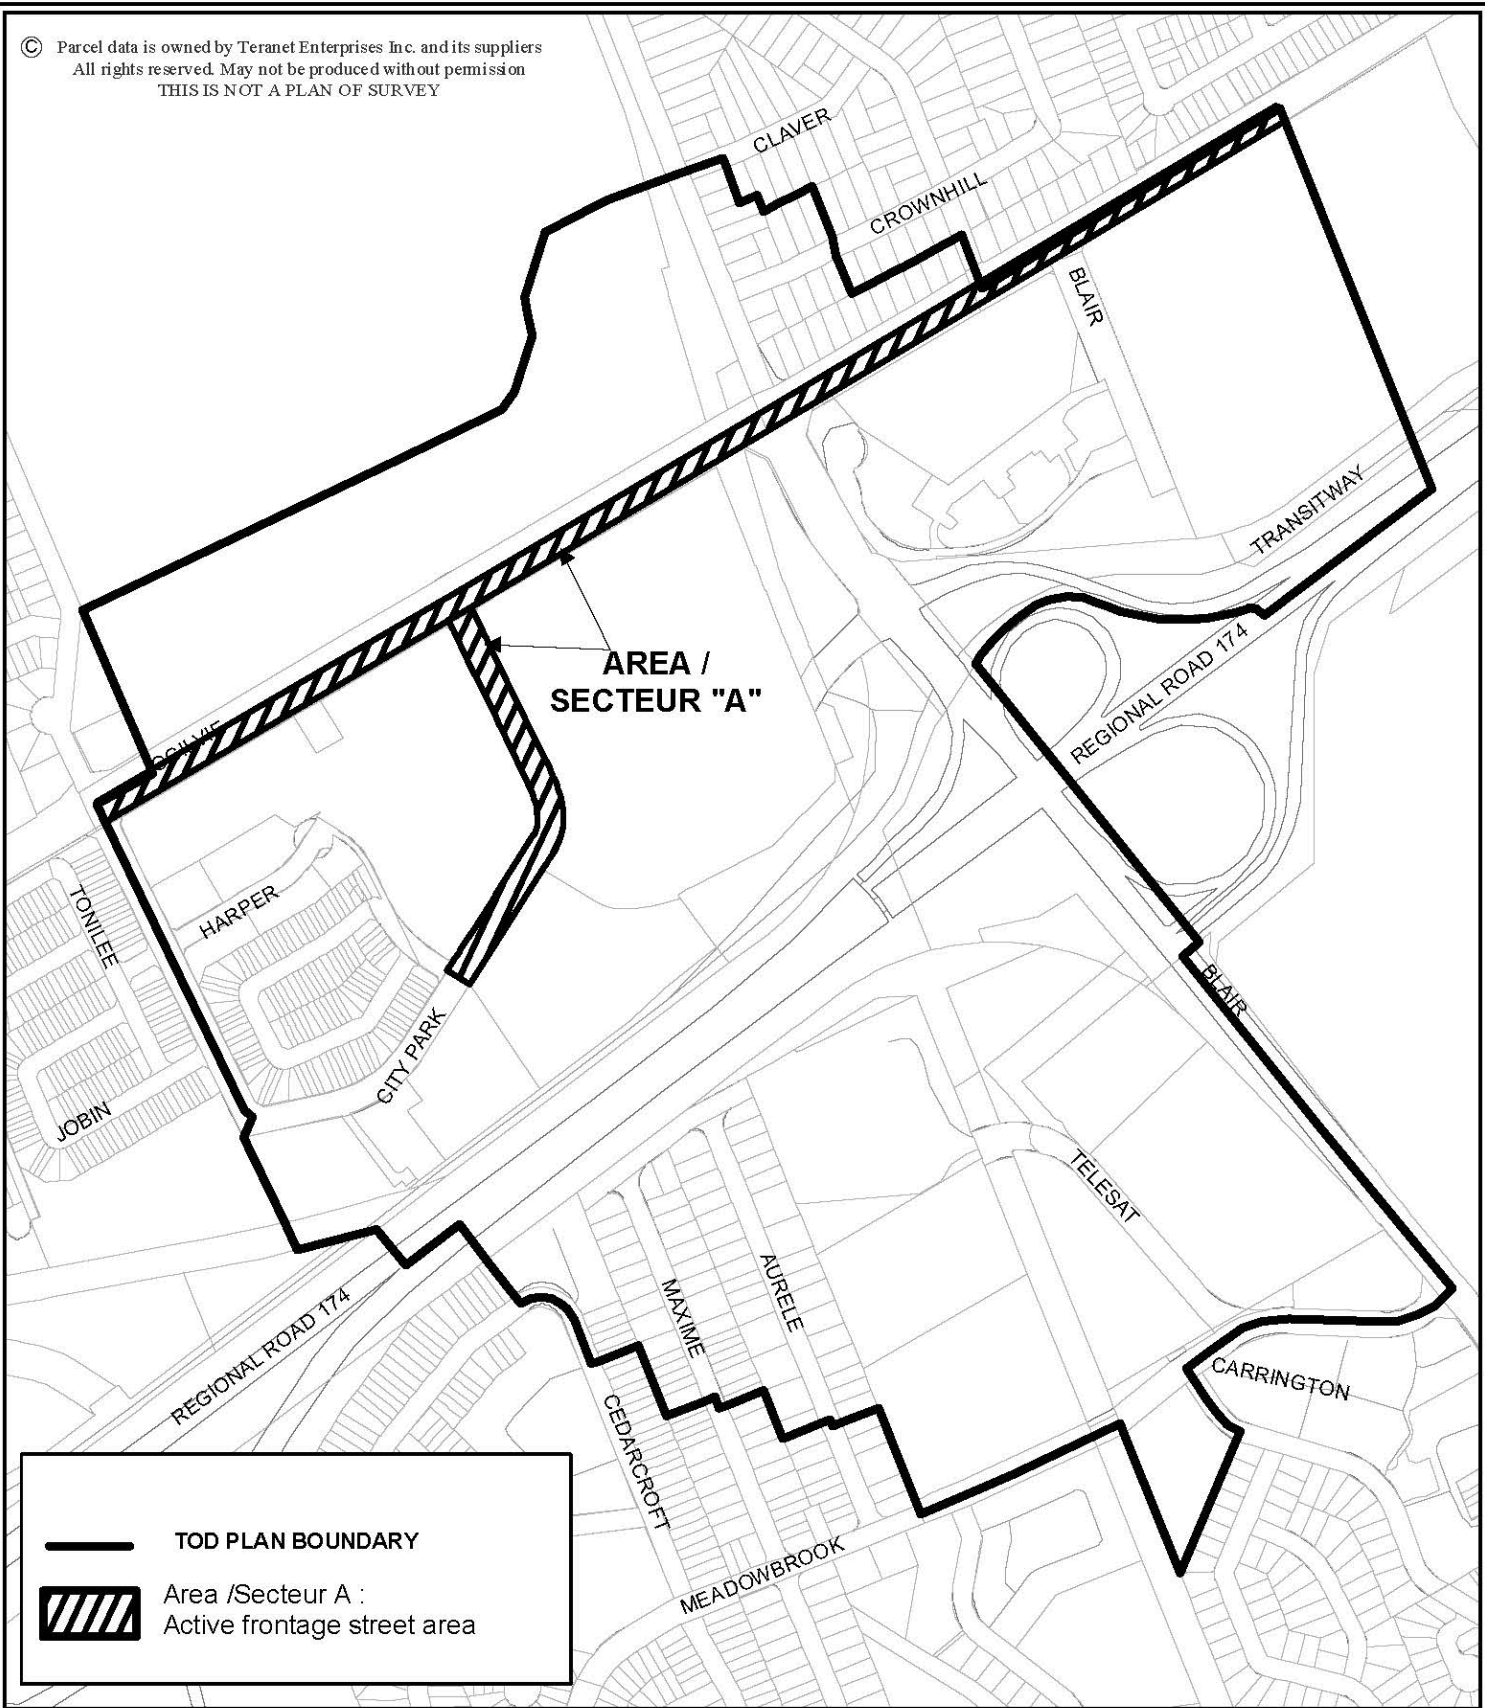 © Parcel data is owned by Teranet Enterprises Inc. and its suppliers
All rights reserved. May not be produced without permission
THIS IS NOT A PLAN OF SURVEY
CLAVER
CROWNHILL
BLAIR
TRANSITWAY
AREA /
SECTEUR "A"
REGIONAL ROAD 174
OGILVIE
HARPER
TONILEE
BLAIR
CITY PARK
JOBIN
TELESAT
AURELE
MAXIME
REGIONAL ROAD 174
CARRINGTON
CEDARCROFT
MEADOWBROOK
TOD PLAN BOUNDARY
Area /Secteur A :
Active frontage street area